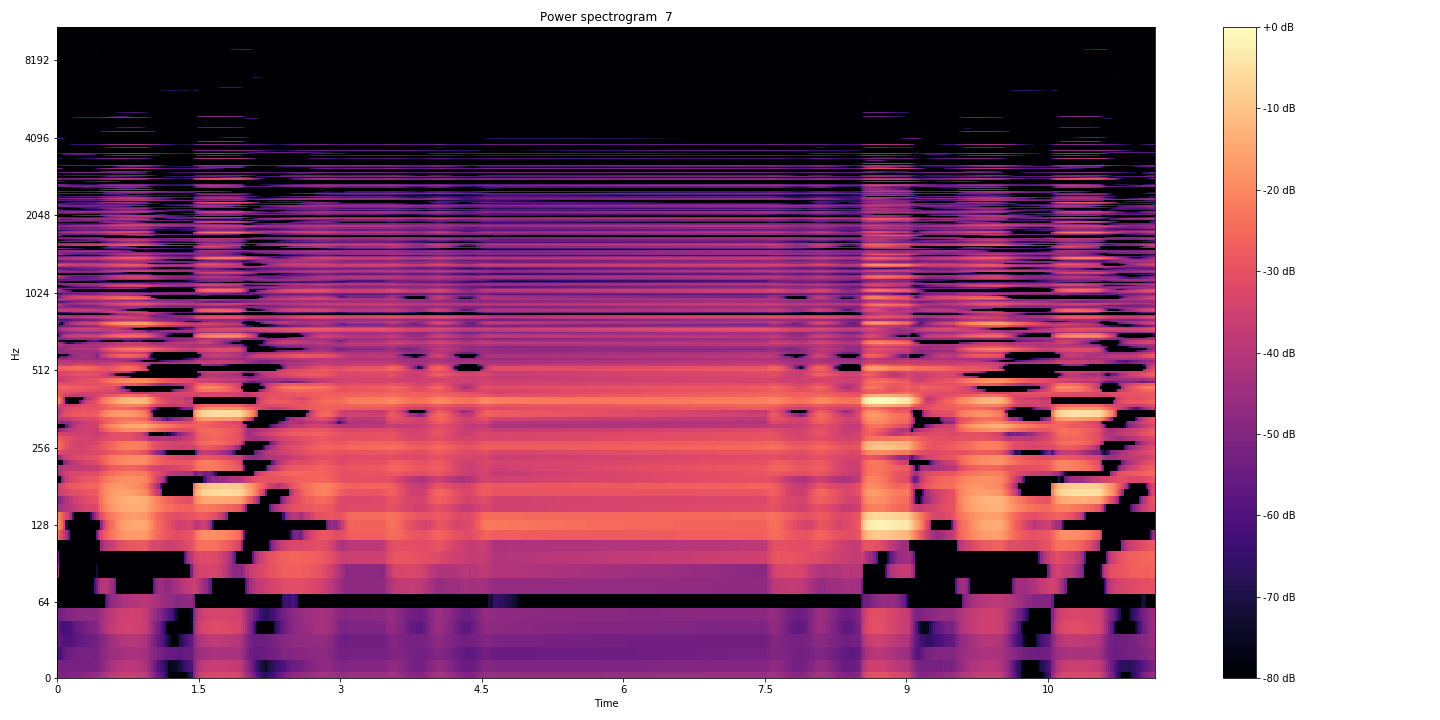 Power spectrogram  7
Hz
8192
4096
2048
1024
512
256
128
64
0
0 1.5 3 4.5 6 7.5 9 10
Time
+0 dB
-10 dB
-20 dB
-30 dB
-40 dB
-50 dB
-60 dB
-70 dB
-80 dB